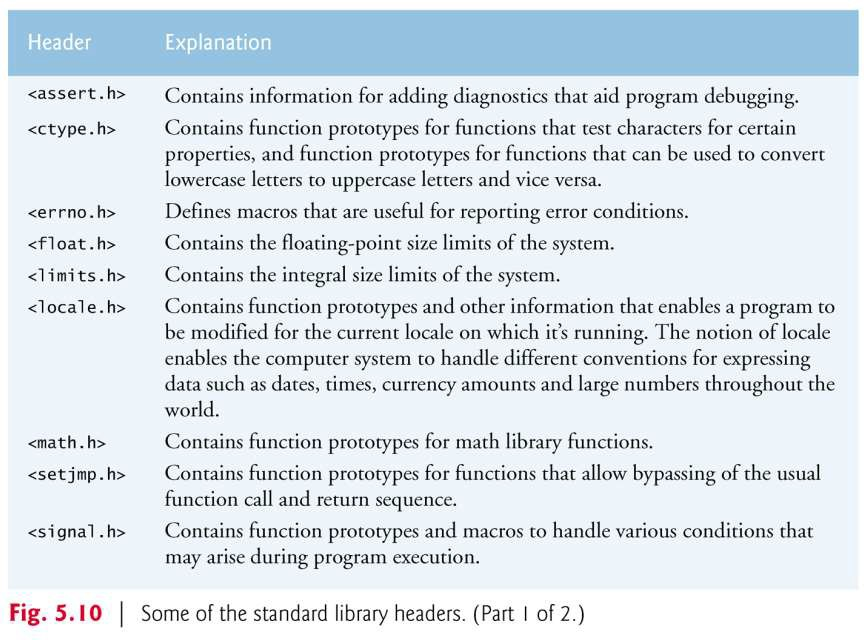 Header Explanation
<assert.h> Contains information for adding diagnostics that aid program debugging.
<ctype.h> Contains function prototypes for functions that test characters for certain
properties, and function prototypes for functions that can be used to convert
lowercase letters to uppercase letters and vice versa.
<errno.h> Defines macros that are useful for reporting error conditions.
<float.h> Contains the floating-point size limits of the system.
<limits.h> Contains the integral size limits of the system.
<locale.h> Contains function prototypes and other information that enables a program to
be modified for the current locale on which it’s running. The notion of locale
enables the computer system to handle different conventions for expressing
data such as dates, times, currency amounts and large numbers throughout the
world.
<math.h> Contains function prototypes for math library functions.
<setjmp.h> Contains function prototypes for functions that allow bypassing of the usual
function call and return sequence.
<signal.h> Contains function prototypes and macros to handle various conditions that
may arise during program execution.
Fig. 5.10 | Some of the standard library headers. (Part 1 of 2.)